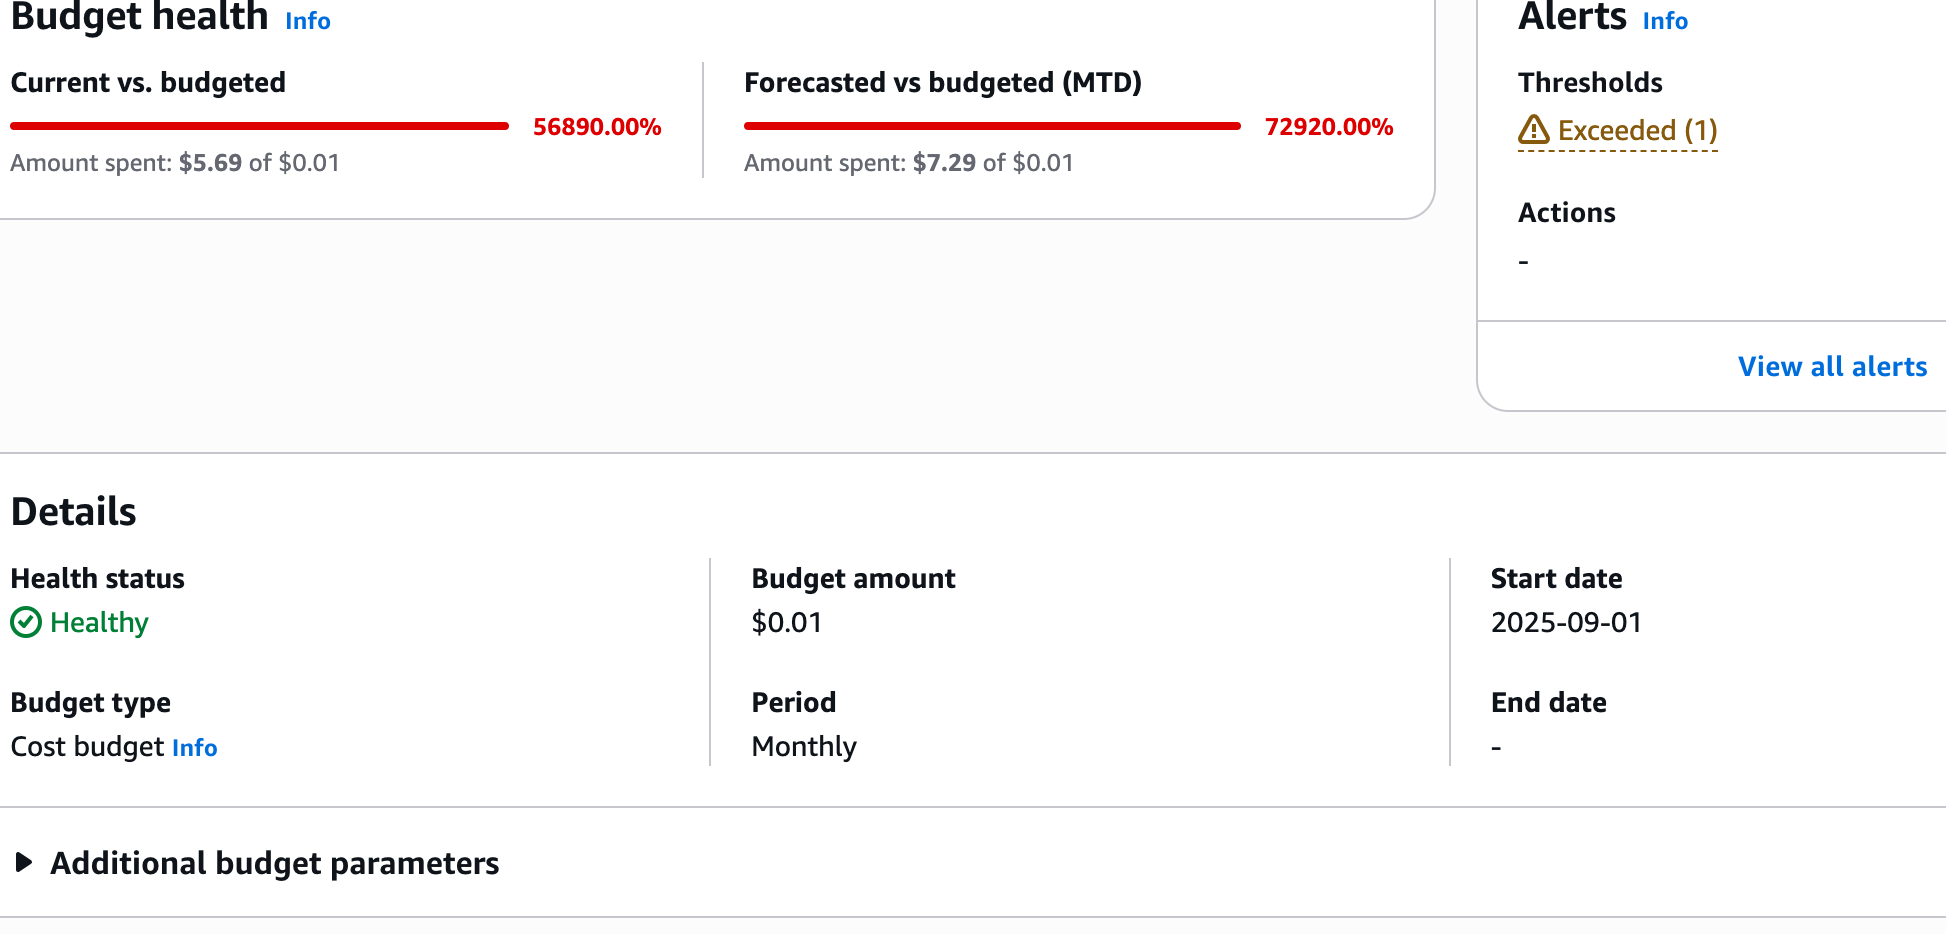 Budget health Info
Current vs. budgeted
56890.00%
Amount spent: $5.69 of $0.01
Forecasted vs budgeted (MTD)
72920.00%
Amount spent: $7.29 of $0.01
Alerts Info
Thresholds
Exceeded (1)
Actions
-
View all alerts
Details
Health status
Healthy
Budget type
Cost budget Info
Budget amount
$0.01
Period
Monthly
Start date
2025-09-01
End date
-
Additional budget parameters